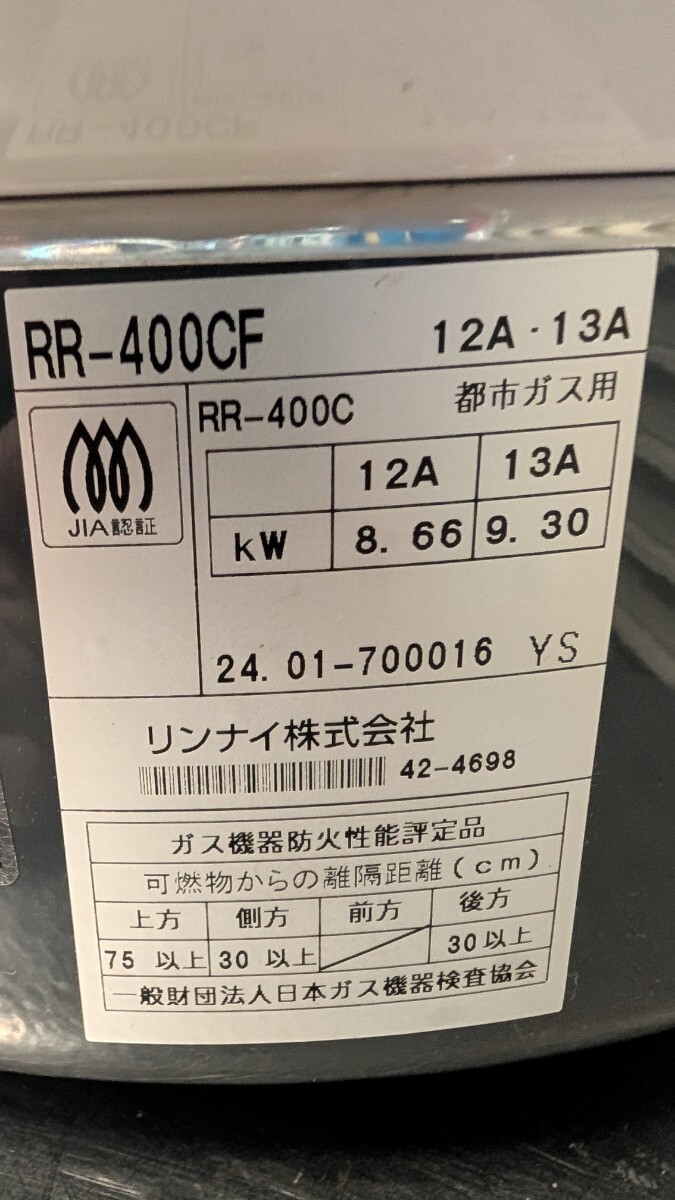 RR-400CF 12A・13A
JIA認証
RR-400C 都市ガス用
12A 13A
kW 8.66 9.30
24.01-700016 YS
リンナイ株式会社
42-4698
ガス機器防火性能評定品
可燃物からの離隔距離(cm)
上方 側方 前方 後方
75 以上 30 以上 30 以上
一般財団法人日本ガス機器検査協会